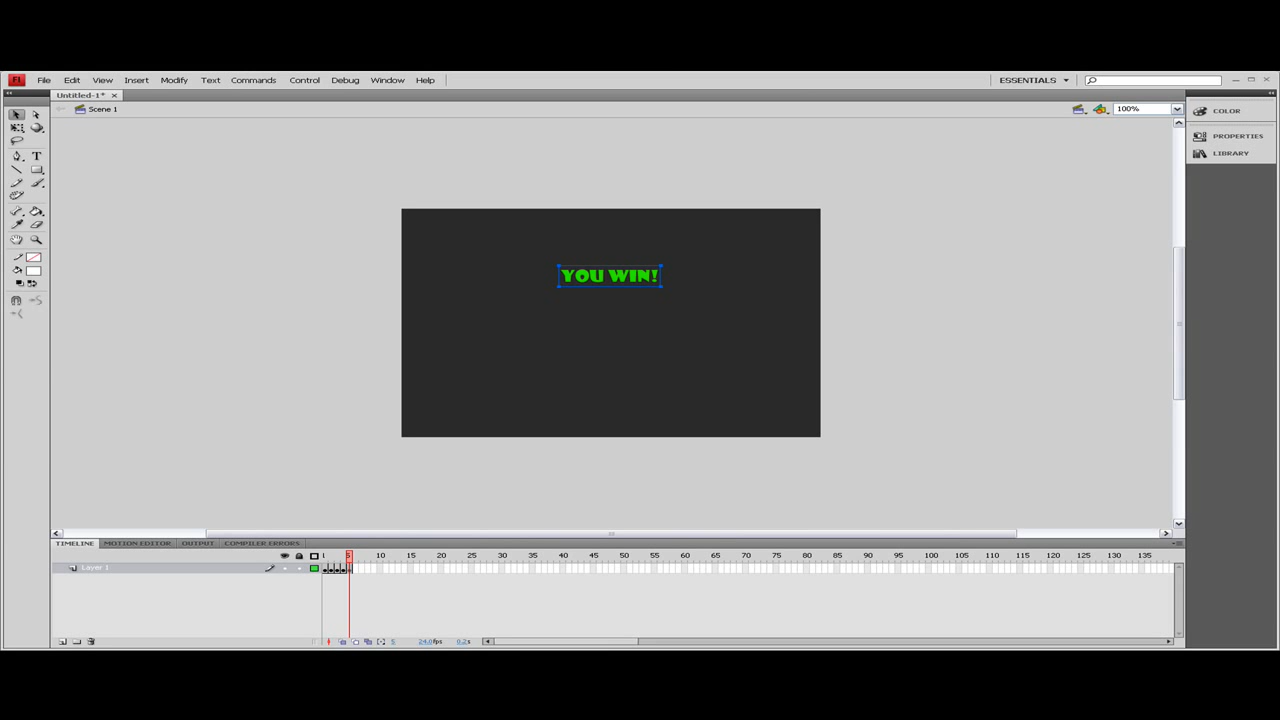 Fl File Edit View Insert Modify Text Commands Control Debug Window Help ESSENTIALS
Untitled-1* ×
Scene 1 100%
COLOR
PROPERTIES
LIBRARY
T
YOU WIN!
TIMELINE MOTION EDITOR OUTPUT COMPILER ERRORS
1 5 10 15 20 25 30 35 40 45 50 55 60 65 70 75 80 85 90 95 100 105 110 115 120 125 130 135
Layer 1
5 24.0fps 0.2s